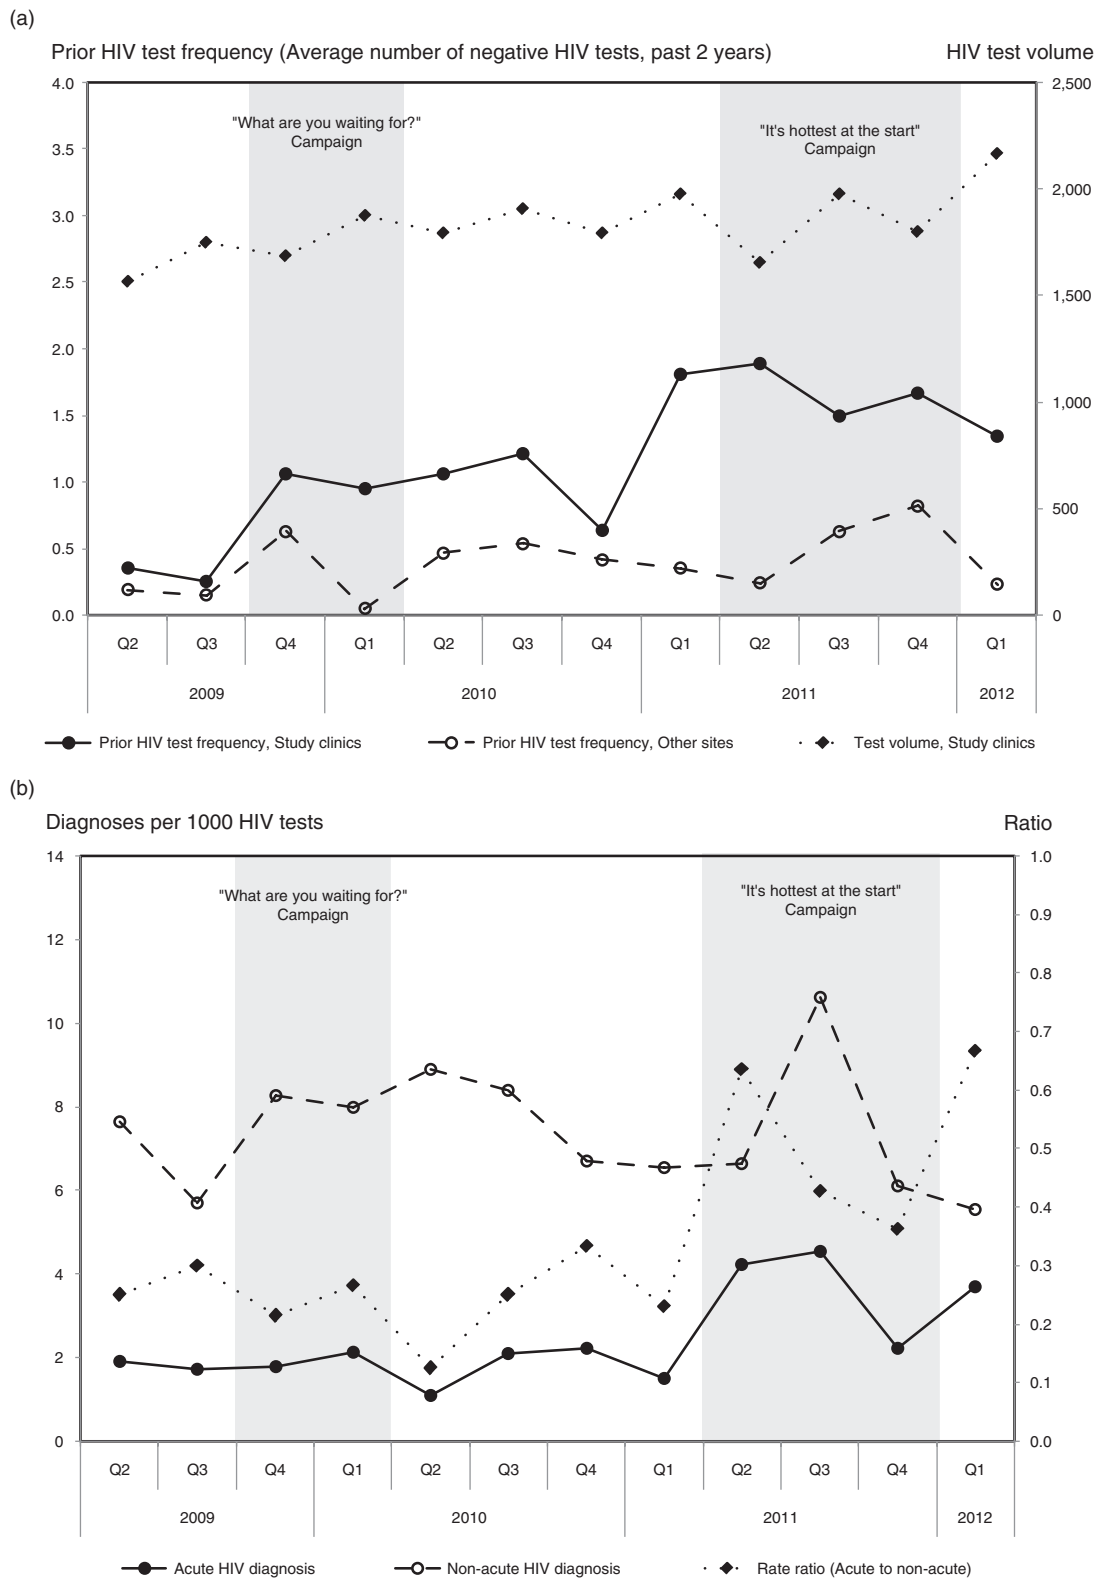 (a)
Prior HIV test frequency (Average number of negative HIV tests, past 2 years) HIV test volume
4.0 2,500
"What are you waiting for?"
Campaign
"It's hottest at the start"
Campaign
3.5
2,000
3.0
2.5
1,500
2.0
1,000
1.5
1.0
500
0.5
0.0 0
Q2 Q3 Q4 Q1 Q2 Q3 Q4 Q1 Q2 Q3 Q4 Q1
2009 2010 2011 2012
Prior HIV test frequency, Study clinics Prior HIV test frequency, Other sites Test volume, Study clinics
(b)
Diagnoses per 1000 HIV tests Ratio
14 1.0
"What are you waiting for?"
Campaign
"It's hottest at the start"
Campaign
0.9
12
0.8
10
0.7
0.6
8
0.5
6
0.4
0.3
4
0.2
2
0.1
0 0.0
Q2 Q3 Q4 Q1 Q2 Q3 Q4 Q1 Q2 Q3 Q4 Q1
2009 2010 2011 2012
Acute HIV diagnosis Non-acute HIV diagnosis Rate ratio (Acute to non-acute)